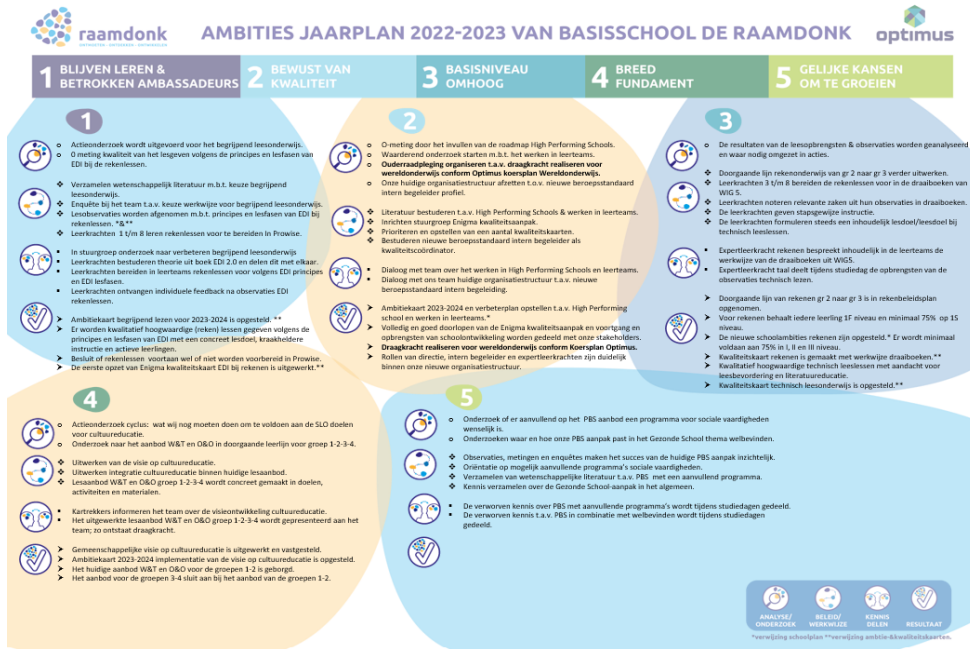 raamdonk
ONTMOETEN - ONTDEKKEN - ONTWIKKELEN
AMBITIES JAARPLAN 2022-2023 VAN BASISSCHOOL DE RAAMDONK
optimus
1 BLIJVEN LEREN &
BETROKKEN AMBASSADEURS
2 BEWUST VAN
KWALITEIT
3 BASISNIVEAU
OMHOOG
4 BREED
FUNDAMENT
5 GELIJKE KANSEN
OM TE GROEIEN
1
o Actieonderzoek wordt uitgevoerd voor het begrijpend leesonderwijs.
o 0 meting kwaliteit van het lesgeven volgens de principes en lesfasen van
EDI bij de rekenlessen.
❖ Verzamelen wetenschappelijk literatuur m.b.t. keuze begrijpend
leesonderwijs.
❖ Enquête bij het team t.a.v. keuze werkwijze voor begrijpend leesonderwijs.
❖ Lesobservaties worden afgenomen m.b.t. principes en lesfasen van EDI bij
rekenlessen. *&**
❖ Leerkrachten 1 t/m 8 leren rekenlessen voor te bereiden In Prowise.
▪ In stuurgroep onderzoek naar verbeteren begrijpend leesonderwijs
▪ Leerkrachten bestuderen theorie uit boek EDI 2.0 en delen dit met elkaar.
▪ Leerkrachten bereiden in leerteams rekenlessen voor volgens EDI principes
en EDI lesfasen.
▪ Leerkrachten ontvangen individuele feedback na observaties EDI
rekenlessen.
➤ Ambitiekaart begrijpend lezen voor 2023-2024 is opgesteld. **
➤ Er worden kwalitatief hoogwaardige (reken) lessen gegeven volgens de
principes en lesfasen van EDI met een concreet lesdoel, kraakheldere
instructie en actieve leerlingen.
➤ Besluit of rekenlessen voortaan wel of niet worden voorbereid in Prowise.
➤ De eerste opzet van Enigma kwaliteitskaart EDI bij rekenen is uitgewerkt.**
2
o O-meting door het invullen van de roadmap High Performing Schools.
o Waarderend onderzoek starten m.b.t. het werken in leerteams.
o Ouderraadpleging organiseren t.a.v. draagkracht realiseren voor
wereldonderwijs conform Optimus koersplan Wereldonderwijs.
o Onze huidige organisatiestructuur afzetten t.o.v. nieuwe beroepsstandaard
intern begeleider profiel.
❖ Literatuur bestuderen t.a.v. High Performing Schools & werken in leerteams.
❖ Inrichten stuurgroep Enigma kwaliteitsaanpak.
❖ Prioriteren en opstellen van een aantal kwaliteitskaarten.
❖ Bestuderen nieuwe beroepsstandaard intern begeleider als
kwaliteitscoördinator.
▪ Dialoog met team over het werken in High Performing Schools en leerteams.
▪ Dialoog met ons team huidige organisatiestructuur t.a.v. nieuwe
beroepsstandaard intern begeleiding.
➤ Ambitiekaart 2023-2024 en verbeterplan opstellen t.a.v. High Performing
school en werken in leerteams.*
➤ Volledig en goed doorlopen van de Enigma kwaliteitsaanpak en voortgang en
opbrengsten van schoolontwikkeling worden gedeeld met onze stakeholders.
➤ Draagkracht realiseren voor wereldonderwijs conform Koersplan Optimus.
➤ Rollen van directie, intern begeleider en expertleerkrachten zijn duidelijk
binnen onze nieuwe organisatiestructuur.
3
o De resultaten van de leesopbrengsten & observaties worden geanalyseerd
en waar nodig omgezet in acties.
❖ Doorgaande lijn rekenonderwijs van gr 2 naar gr 3 verder uitwerken.
❖ Leerkrachten 3 t/m 8 bereiden de rekenlessen voor in de draaiboeken van
WIG 5.
❖ Leerkrachten noteren relevante zaken uit hun observaties in draaiboeken.
❖ De leerkrachten geven stapsgewijze instructie.
❖ De leerkrachten formuleren steeds een inhoudelijk lesdoel/leesdoel bij
technisch leeslessen.
▪ Expertleerkracht rekenen bespreekt inhoudelijk in de leerteams de
werkwijze van de draaiboeken uit WIG5.
▪ Expertleerkracht taal deelt tijdens studiedag de opbrengsten van de
observaties technisch lezen.
➤ Doorgaande lijn van rekenen gr 2 naar gr 3 is in rekenbeleidsplan
opgenomen.
➤ Voor rekenen behaalt iedere leerling 1F niveau en minimaal 75% op 1S
niveau.
➤ De nieuwe schoolambities rekenen zijn opgesteld.* Er wordt minimaal
voldaan aan 75% in I, II en III niveau.
➤ Kwaliteitskaart rekenen is gemaakt met werkwijze draaiboeken.**
➤ Kwalitatief hoogwaardige technisch leeslessen met aandacht voor
leesbevordering en literatuureducatie.
➤ Kwaliteitskaart technisch leesonderwijs is opgesteld.**
4
o Actieonderzoek cyclus: wat wij nog moeten doen om te voldoen aan de SLO doelen
voor cultuureducatie.
o Onderzoek naar het aanbod W&T en O&O in doorgaande leerlijn voor groep 1-2-3-4.
❖ Uitwerken van de visie op cultuureducatie.
❖ Uitwerken integratie cultuureducatie binnen huidige lesaanbod.
❖ Lesaanbod W&T en O&O groep 1-2-3-4 wordt concreet gemaakt in doelen,
activiteiten en materialen.
▪ Kartrekkers informeren het team over de visieontwikkeling cultuureducatie.
▪ Het uitgewerkte lesaanbod W&T en O&O groep 1-2-3-4 wordt gepresenteerd aan het
team; zo ontstaat draagkracht.
➤ Gemeenschappelijke visie op cultuureducatie is uitgewerkt en vastgesteld.
➤ Ambitiekaart 2023-2024 implementatie van de visie op cultuureducatie is opgesteld.
➤ Het huidige aanbod W&T en O&O voor de groepen 1-2 is geborgd.
➤ Het aanbod voor de groepen 3-4 sluit aan bij het aanbod van de groepen 1-2.
5
o Onderzoek of er aanvullend op het PBS aanbod een programma voor sociale vaardigheden
wenselijk is.
o Onderzoeken waar en hoe onze PBS aanpak past in het Gezonde School thema welbevinden.
❖ Observaties, metingen en enquêtes maken het succes van de huidige PBS aanpak inzichtelijk.
❖ Oriëntatie op mogelijk aanvullende programma's sociale vaardigheden.
❖ Verzamelen van wetenschappelijke literatuur t.a.v. PBS met een aanvullend programma.
❖ Kennis verzamelen over de Gezonde School-aanpak in het algemeen.
▪ De verworven kennis over PBS met aanvullende programma's wordt tijdens studiedagen gedeeld.
▪ De verworven kennis t.a.v. PBS in combinatie met welbevinden wordt tijdens studiedagen
gedeeld.
ANALYSE/
ONDERZOEK
BELEID/
WERKWIJZE
KENNIS
DELEN
RESULTAAT
*verwijzing schoolplan **verwijzing ambtie-&kwaliteitskaarten.